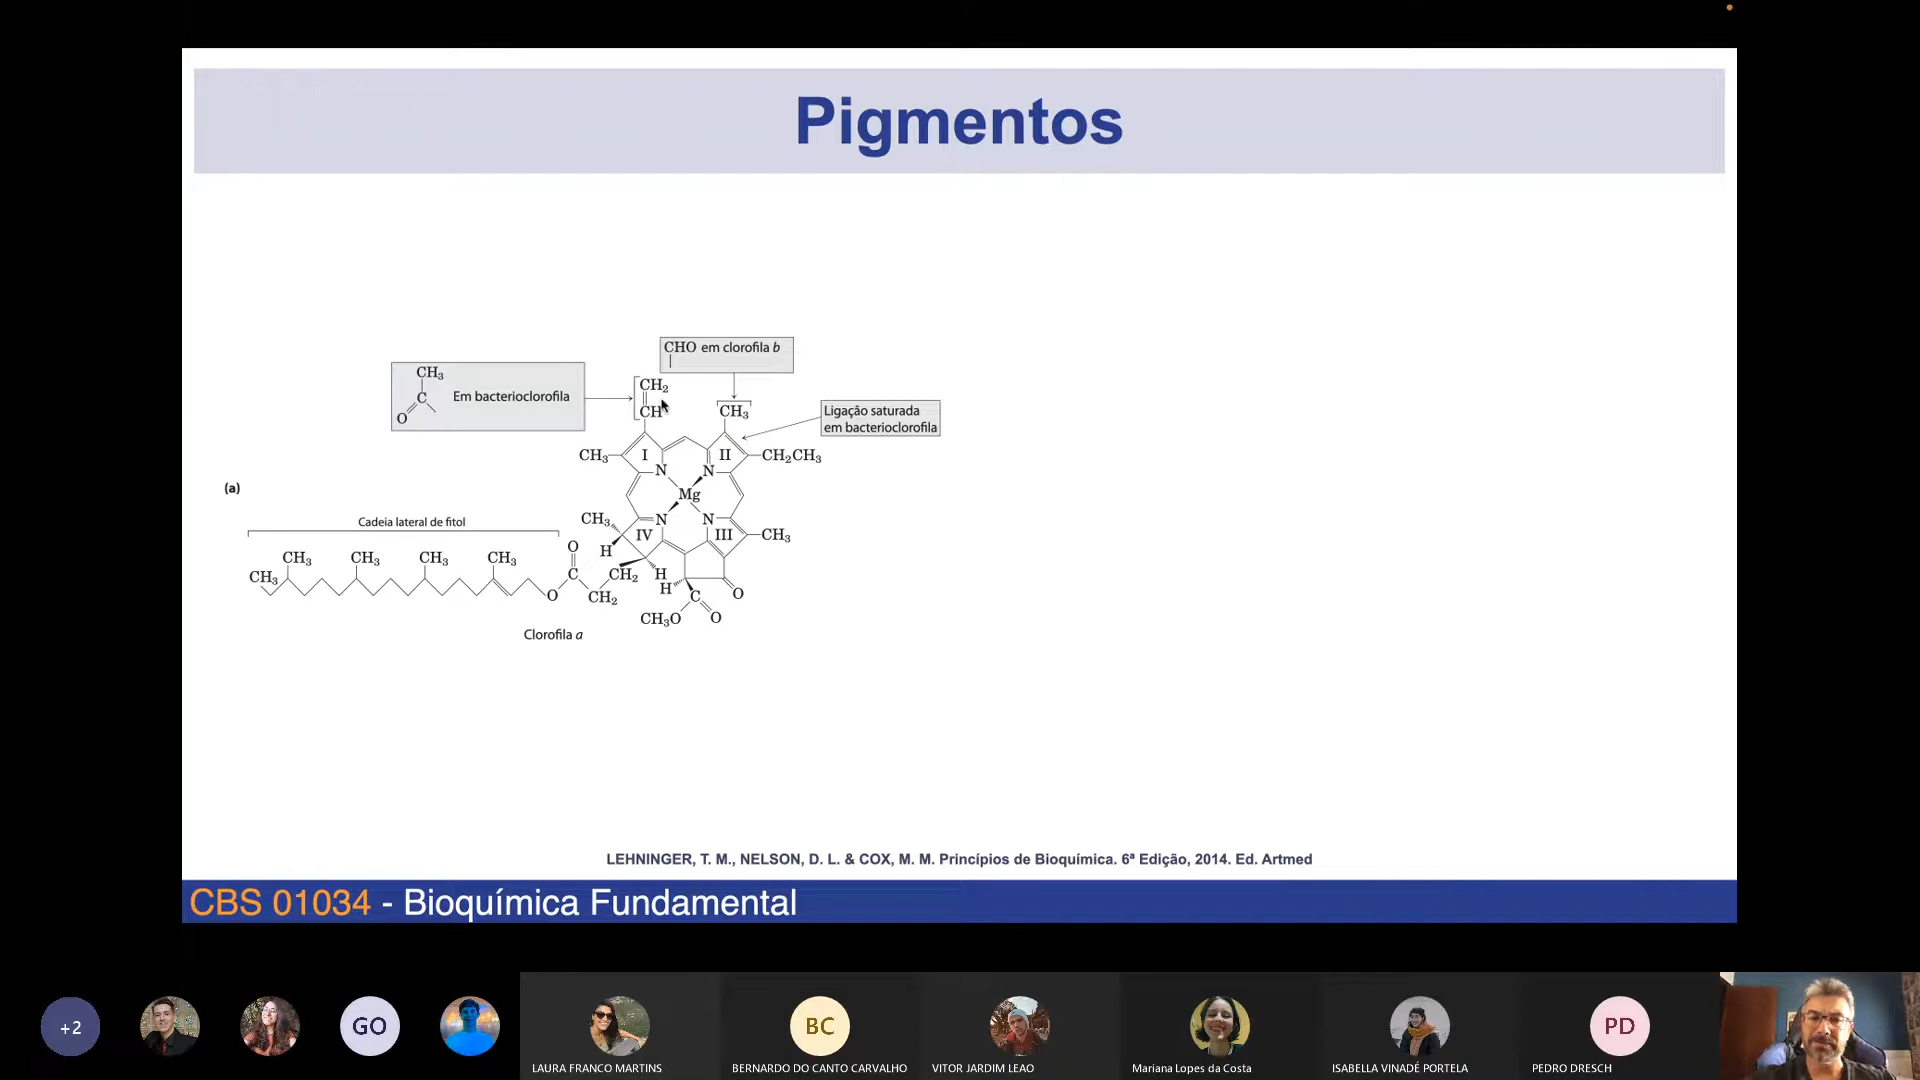 Pigmentos
CHO em clorofila b
CH3
C
O
Em bacterioclorofila
CH2
CH
CH3
Ligação saturada
em bacterioclorofila
CH3
I
II
CH2CH3
N
N
Mg
(a)
Cadeia lateral de fitol
CH3
N
N
IV
III
CH3
H
O
CH3
CH3
CH3
CH3
CH3
C
CH2
H
H
O
CH2
O
C
CH3O
O
Clorofila a
LEHNINGER, T. M., NELSON, D. L. & COX, M. M. Princípios de Bioquímica. 6ª Edição, 2014. Ed. Artmed
CBS 01034 - Bioquímica Fundamental
+2
GO
BC
PD
LAURA FRANCO MARTINS
BERNARDO DO CANTO CARVALHO
VITOR JARDIM LEAO
Mariana Lopes da Costa
ISABELLA VINADÉ PORTELA
PEDRO DRESCH